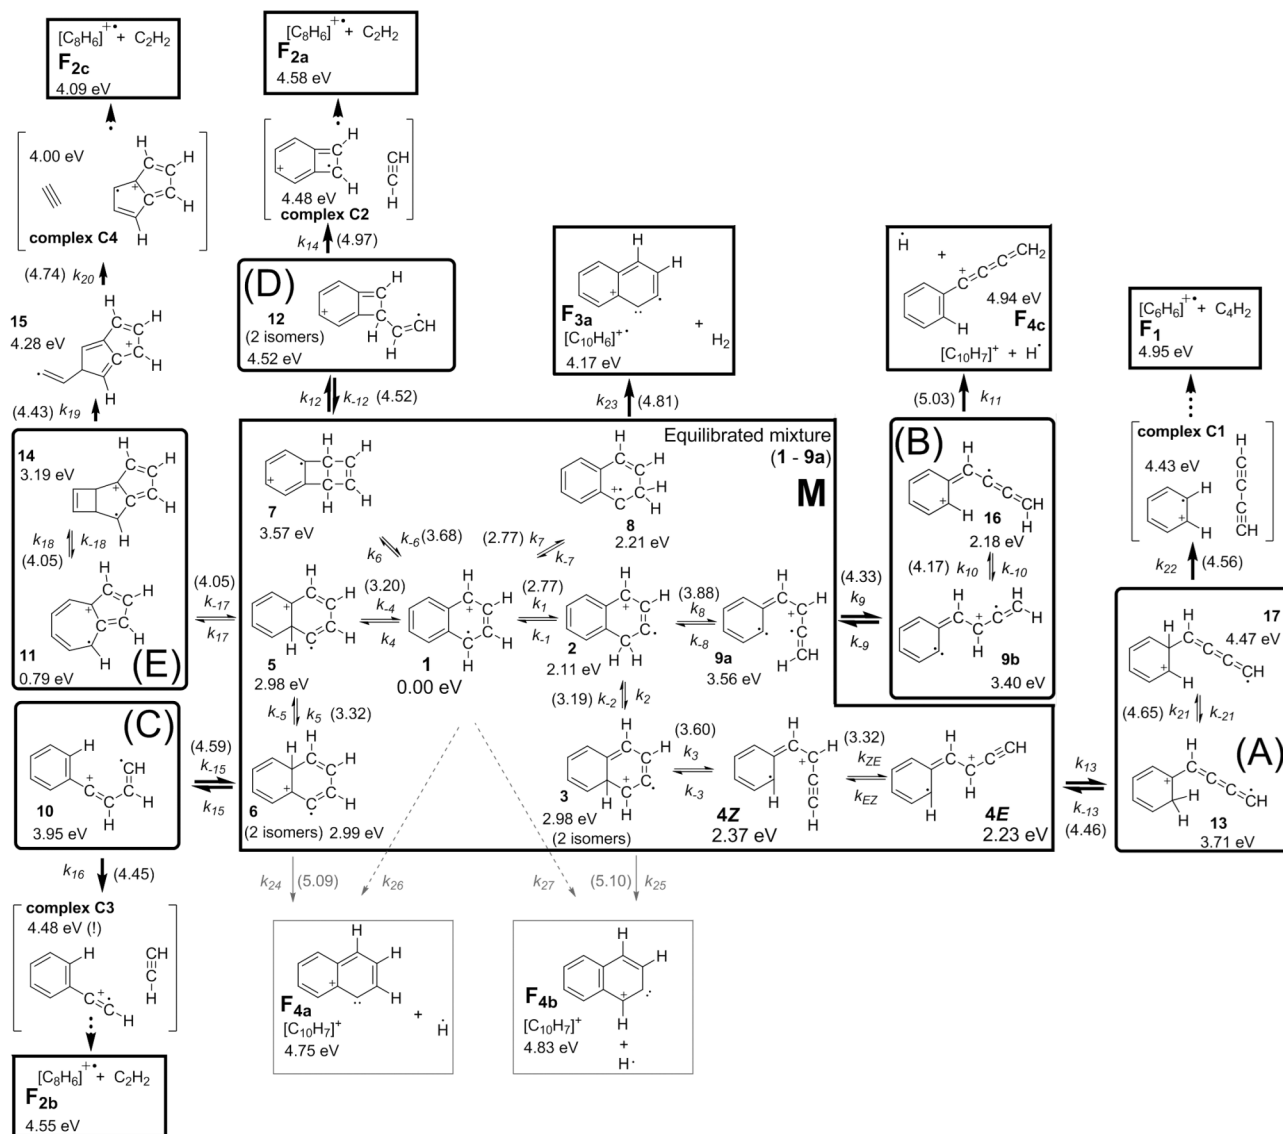 [C8H6]+• + C2H2
F2c
4.09 eV
[C8H6]+• + C2H2
F2a
4.58 eV
4.00 eV
complex C4
H
H
C
C
C
C
H
H
4.48 eV
complex C2
H
C
C
H
CH
C
H
k14 (4.97)
(4.74) k20
15
4.28 eV
H
C
C
C
C
H
H
H
(D)
12
(2 isomers)
4.52 eV
H
C
C
H
C
H
CH
H
H
F3a
[C10H6]+•
4.17 eV
+ H2
Ḣ
+
C
C
C
CH2
4.94 eV
F4c
H
[C10H7]+ + H•
[C6H6]+• + C4H2
F1
4.95 eV
(4.43) k19
k12 k-12 (4.52)
k23 (4.81)
(5.03) k11
complex C1
4.43 eV
H
H
H
C
C
C
C
H
14
3.19 eV
H
C
C
C
C
H
H
H
k18 k-18
(4.05)
11
0.79 eV
H
C
C
C
C
H
H
H
(E)
(4.05)
k-17
k17
Equilibrated mixture
(1 - 9a)
M
7
3.57 eV
H
H
C
C
C
C
H
H
8
2.21 eV
H
C
C
C
C
H
H
H
k6 k-6 (3.68)
(2.77) k7
k-7
5
2.98 eV
H
C
C
C
C
H
H
H
(3.20)
k-4
k4
1
0.00 eV
H
C
C
C
C
H
H
H
(2.77)
k1
k-1
2
2.11 eV
H
C
C
C
C
H
H
H
(3.88)
k8
k-8
9a
3.56 eV
H
C
C
H
C
HC
(4.33)
k9
k-9
(B)
16
2.18 eV
H
C
C
C
CH
H
H
(4.17) k10 k-10
9b
3.40 eV
H
C
C
H
C
C
H
H
k22 (4.56)
17
4.47 eV
H
H
C
C
C
C
H
H
(4.65) k21 k-21
(A)
13
3.71 eV
H
C
C
C
C
H
H
H
k-5 k5 (3.32)
(3.19) k-2 k2
(C)
10
3.95 eV
H
C
C
C
CH
H
H
(4.59)
k-15
k15
6
(2 isomers) 2.99 eV
H
H
C
C
C
C
H
H
3
2.98 eV
(2 isomers)
H
C
C
C
C
H
H
H
(3.60)
k3
k-3
4Z
2.37 eV
H
C
C
H
C
C
H
H
(3.32)
kZE
kEZ
4E
2.23 eV
H
C
C
H
C
CH
H
k13
k-13
(4.46)
k16 (4.45)
complex C3
4.48 eV (!)
H
C
C
H
CH
C
H
[C8H6]+• + C2H2
F2b
4.55 eV
k24 (5.09) k26
k27 (5.10) k25
H
H
H
F4a
[C10H7]+
4.75 eV
+ Ḣ
H
H
C
H
F4b
[C10H7]+
4.83 eV
+
H•